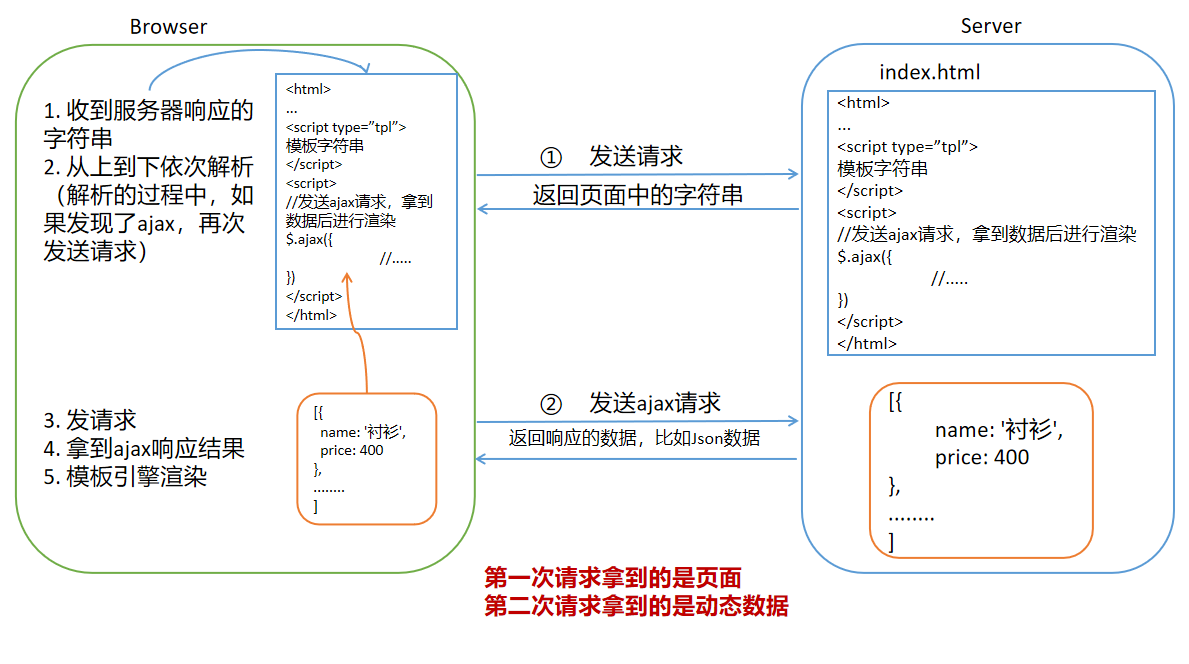 Browser
1. 收到服务器响应的
字符串
2. 从上到下依次解析
（解析的过程中，如
果发现了ajax，再次
发送请求）
<html>
...
<script type=”tpl”>
模板字符串
</script>
<script>
//发送ajax请求，拿到
数据后进行渲染
$.ajax({
//.....
})
</script>
</html>
3. 发请求
4. 拿到ajax响应结果
5. 模板引擎渲染
[{
name: '衬衫',
price: 400
},
........
]
① 发送请求
返回页面中的字符串
② 发送ajax请求
返回响应的数据，比如Json数据
Server
index.html
<html>
...
<script type=”tpl”>
模板字符串
</script>
<script>
//发送ajax请求，拿到数据后进行渲染
$.ajax({
//.....
})
</script>
</html>
[{
name: '衬衫',
price: 400
},
........
]
第一次请求拿到的是页面
第二次请求拿到的是动态数据